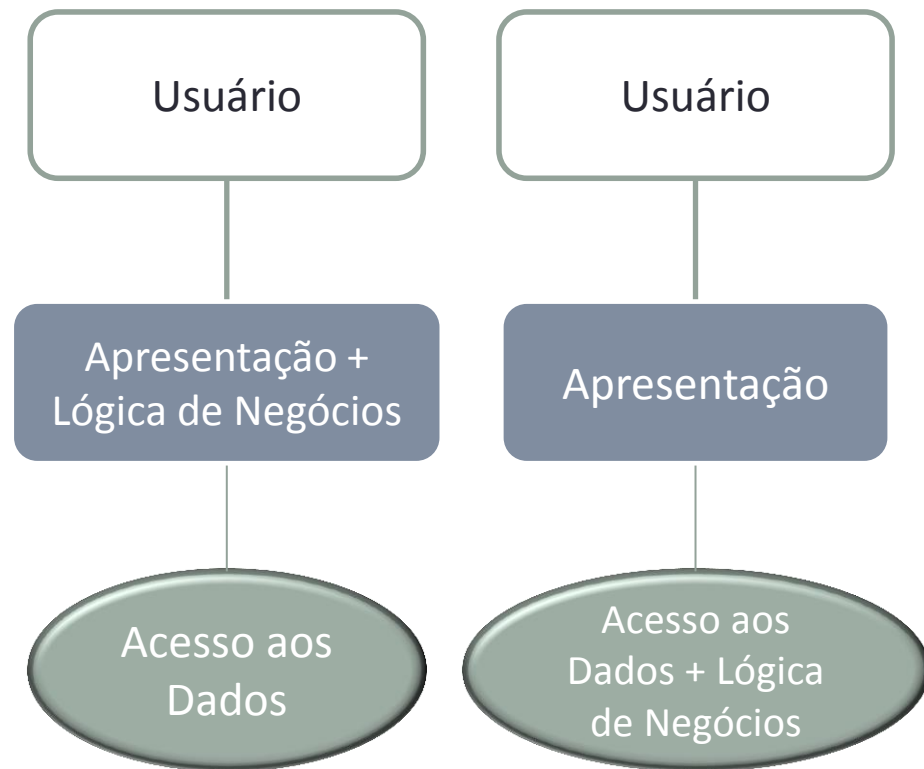 Usuário
Apresentação +
Lógica de Negócios
Acesso aos
Dados
Usuário
Apresentação
Acesso aos
Dados + Lógica
de Negócios